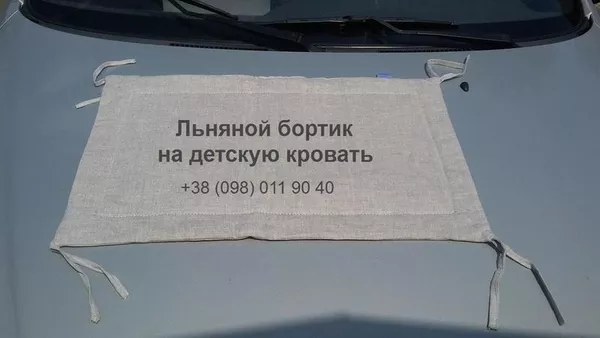 Льняной бортик
на детскую кровать
+38 (098) 011 90 40